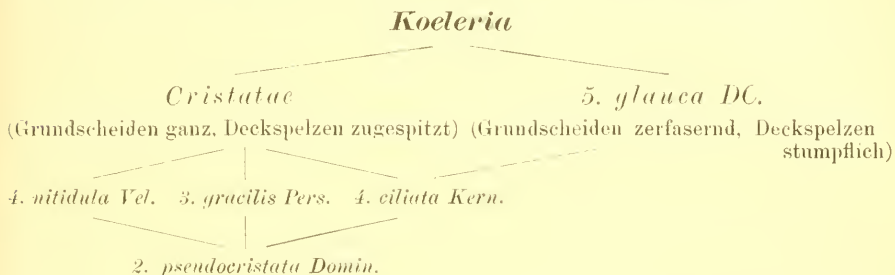 Koeleria
Cristatae 5. glauca DC.
(Grundscheiden ganz, Deckspelzen zugespitzt) (Grundscheiden zerfasernd, Deckspelzen
stumpflich)
4. nitidula Vel. 3. gracilis Pers. 4. ciliata Kern.
2. pseudocristata Domin.